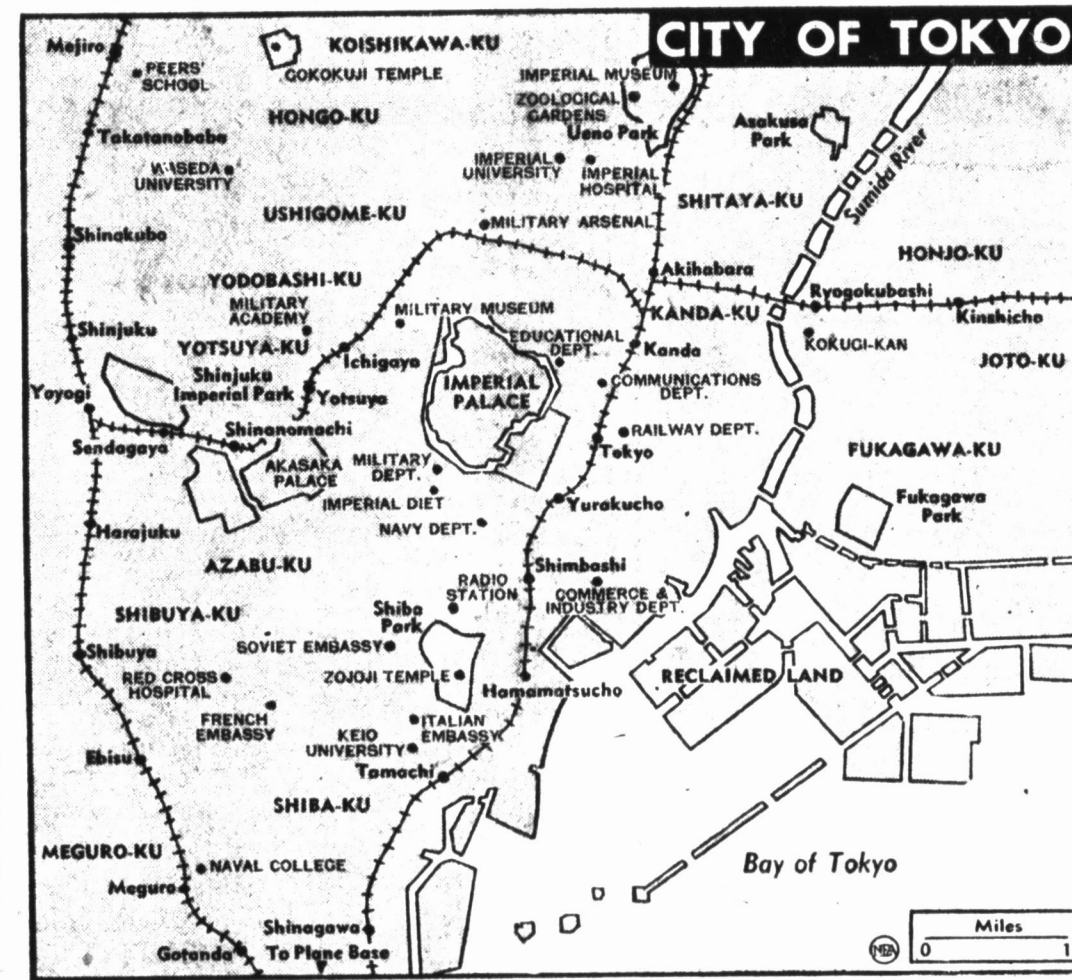 CITY OF TOKYO
Mejiro
PEERS'
SCHOOL
KOISHIKAWA-KU
GOKOKUJI TEMPLE
IMPERIAL MUSEUM
ZOOLOGICAL
GARDENS
Ueno Park
Asakusa
Park
HONGO-KU
Takatanobaba
WASEDA
UNIVERSITY
IMPERIAL
UNIVERSITY
IMPERIAL
HOSPITAL
Sumida River
SHITAYA-KU
USHIGOME-KU
MILITARY ARSENAL
Shinokubo
HONJO-KU
YODOBASHI-KU
Akihabara
MILITARY
ACADEMY
MILITARY MUSEUM
KANDA-KU
Ryogokubashi
Kinshicho
Shinjuku
YOTSUYA-KU
Ichigaya
EDUCATIONAL
DEPT.
Kanda
KOKUGI-KAN
JOTO-KU
Shinjuku
Imperial Park
Yotsuya
IMPERIAL
PALACE
COMMUNICATIONS
DEPT.
Yoyogi
Sendagaya
Shinanomachi
RAILWAY DEPT.
Tokyo
FUKAGAWA-KU
AKASAKA
PALACE
MILITARY
DEPT.
IMPERIAL DIET
NAVY DEPT.
Yurakucho
Fukagawa
Park
Harajuku
AZABU-KU
RADIO
STATION
Shimbashi
COMMERCE &
INDUSTRY DEPT.
SHIBUYA-KU
Shiba
Park
Shibuya
SOVIET EMBASSY
RED CROSS
HOSPITAL
ZOJOJI TEMPLE
Hamamatsucho
RECLAIMED LAND
FRENCH
EMBASSY
KEIO
UNIVERSITY
ITALIAN
EMBASSY
Ebisu
Tamachi
SHIBA-KU
MEGURO-KU
NAVAL COLLEGE
Meguro
Bay of Tokyo
Shinagawa
Gotanda
To Plane Base
NEA
Miles
0 1